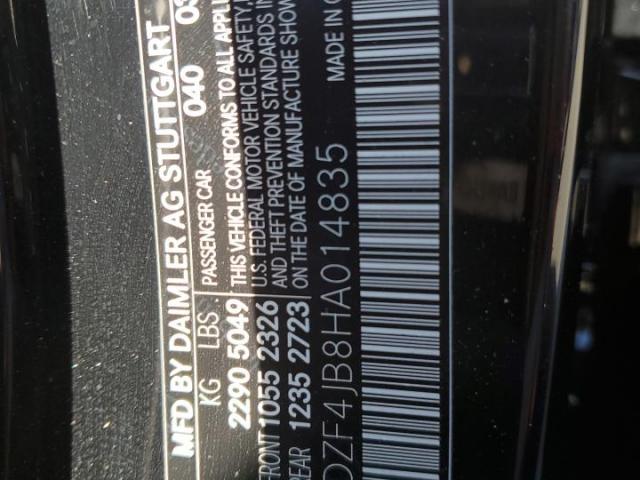 MFD BY DAIMLER AG STUTTGART 03
KG LBS. 040
2290 5049 PASSENGER CAR
THIS VEHICLE CONFORMS TO ALL APPL
FRONT 1055 2326 U.S. FEDERAL MOTOR VEHICLE SAFETY,
AND THEFT PREVENTION STANDARDS IN
REAR 1235 2723 ON THE DATE OF MANUFACTURE SHOW
DZF4JB8HA014835 MADE IN